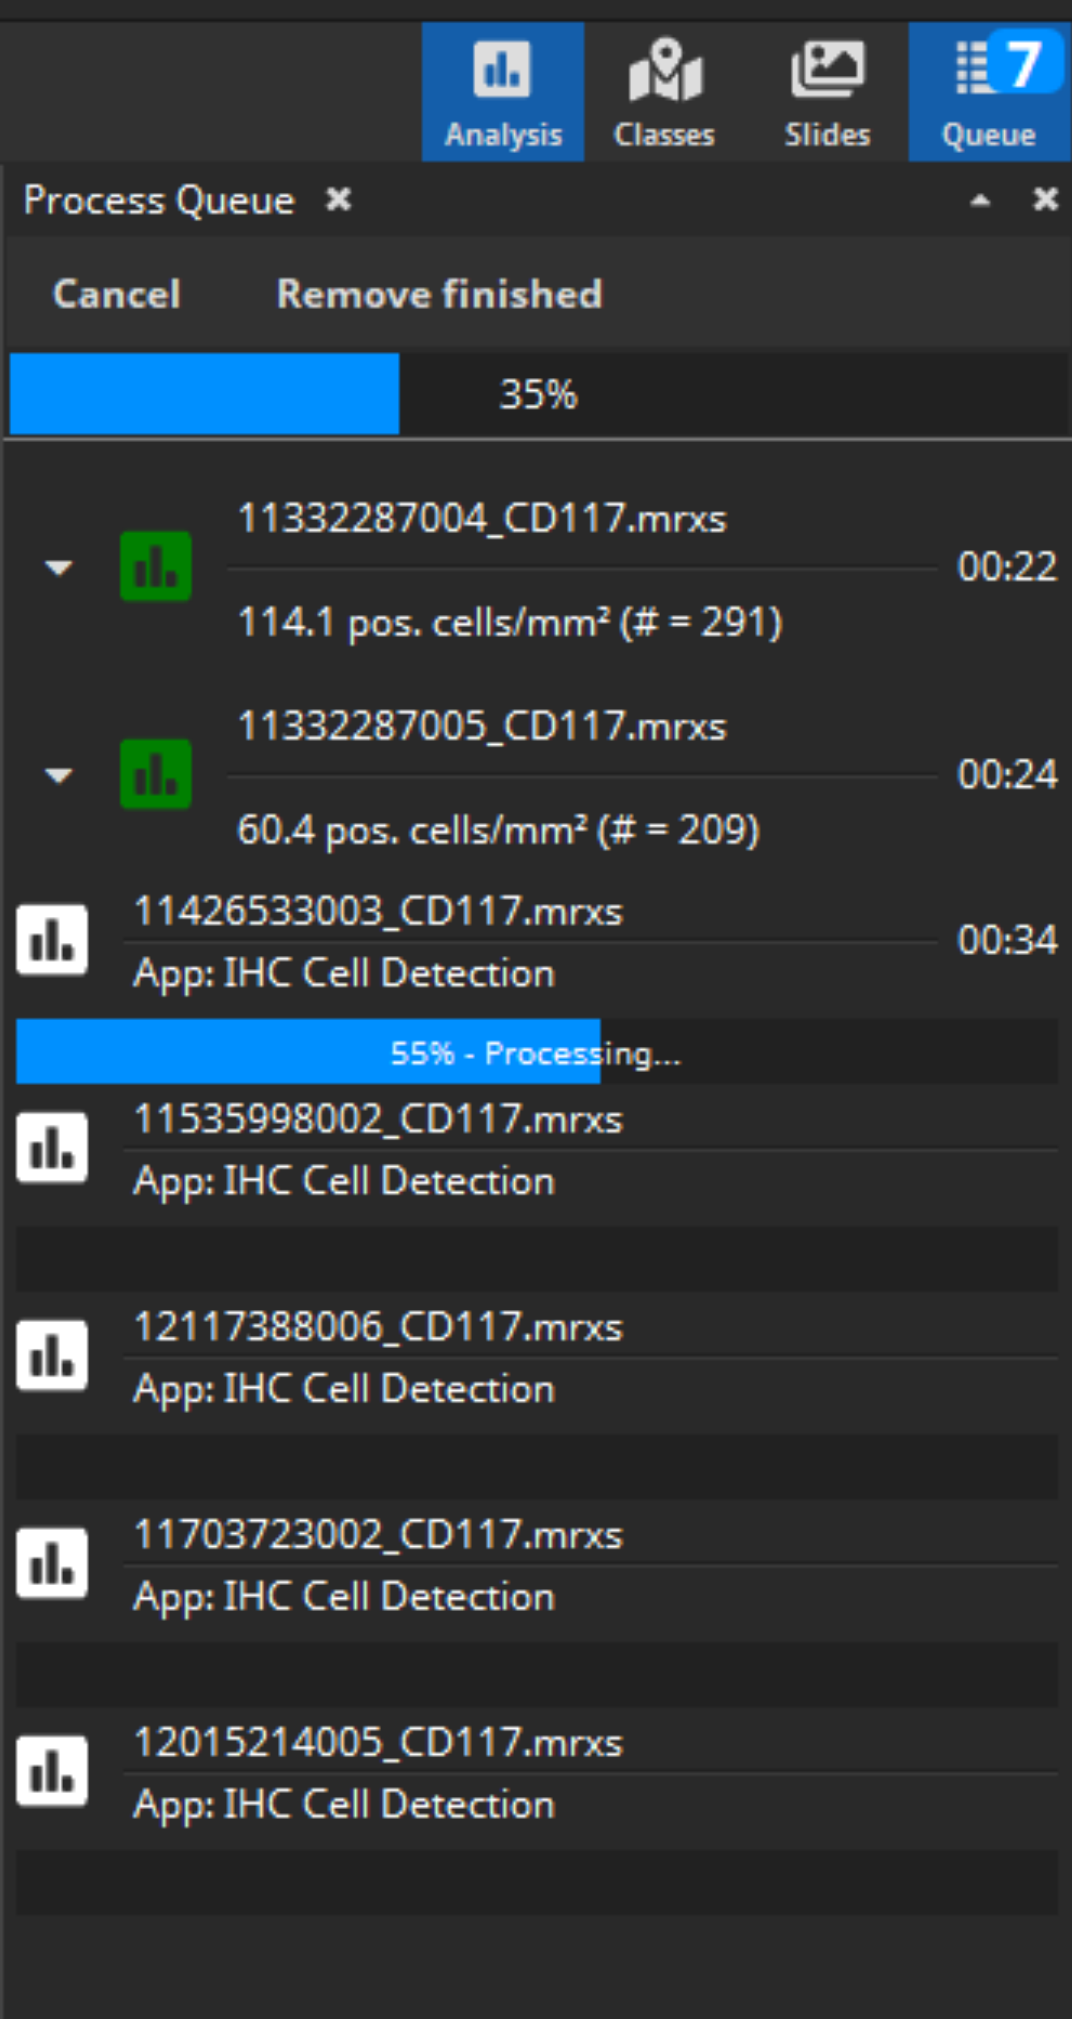 Analysis Classes Slides Queue 7
Process Queue
Cancel Remove finished
35%
11332287004_CD117.mrxs
00:22
114.1 pos. cells/mm² (# = 291)
11332287005_CD117.mrxs
00:24
60.4 pos. cells/mm² (# = 209)
11426533003_CD117.mrxs
00:34
App: IHC Cell Detection
55% - Processing...
11535998002_CD117.mrxs
App: IHC Cell Detection
12117388006_CD117.mrxs
App: IHC Cell Detection
11703723002_CD117.mrxs
App: IHC Cell Detection
12015214005_CD117.mrxs
App: IHC Cell Detection